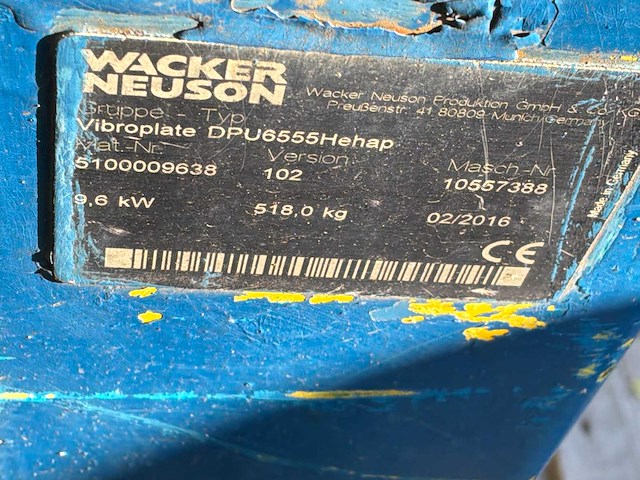 WACKER
NEUSON
Wacker Neuson Produktion GmbH & Co. KG
Preußenstr. 41 80809 Munich/Germany
Gruppe - Typ
Vibroplate DPU6555Hehap
Mat.-Nr. Version Masch-Nr.
5100009638 102 10557388
9,6 kW 518,0 kg 02/2016
Made in Germany
CE